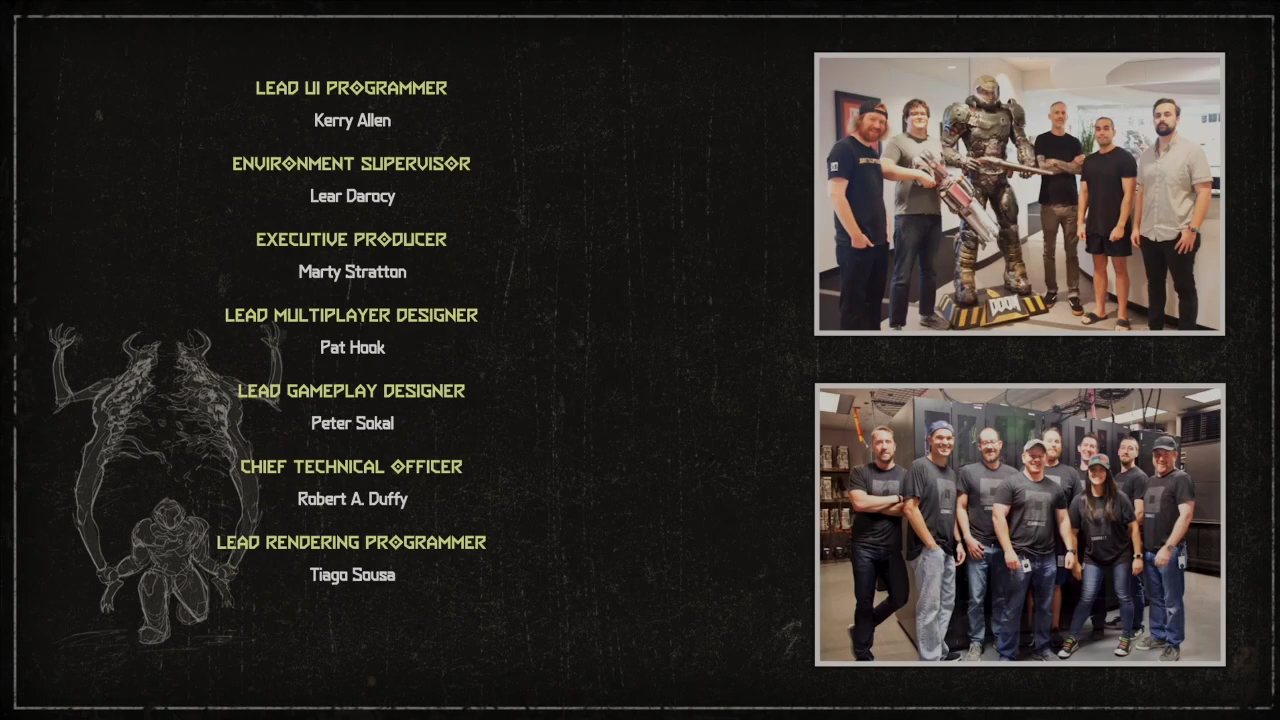 LEAD UI PROGRAMMER
Kerry Allen
ENVIRONMENT SUPERVISOR
Lear Darocy
EXECUTIVE PRODUCER
Marty Stratton
LEAD MULTIPLAYER DESIGNER
Pat Hook
LEAD GAMEPLAY DESIGNER
Peter Sokal
CHIEF TECHNICAL OFFICER
Robert A. Duffy
LEAD RENDERING PROGRAMMER
Tiago Sousa
DOOM